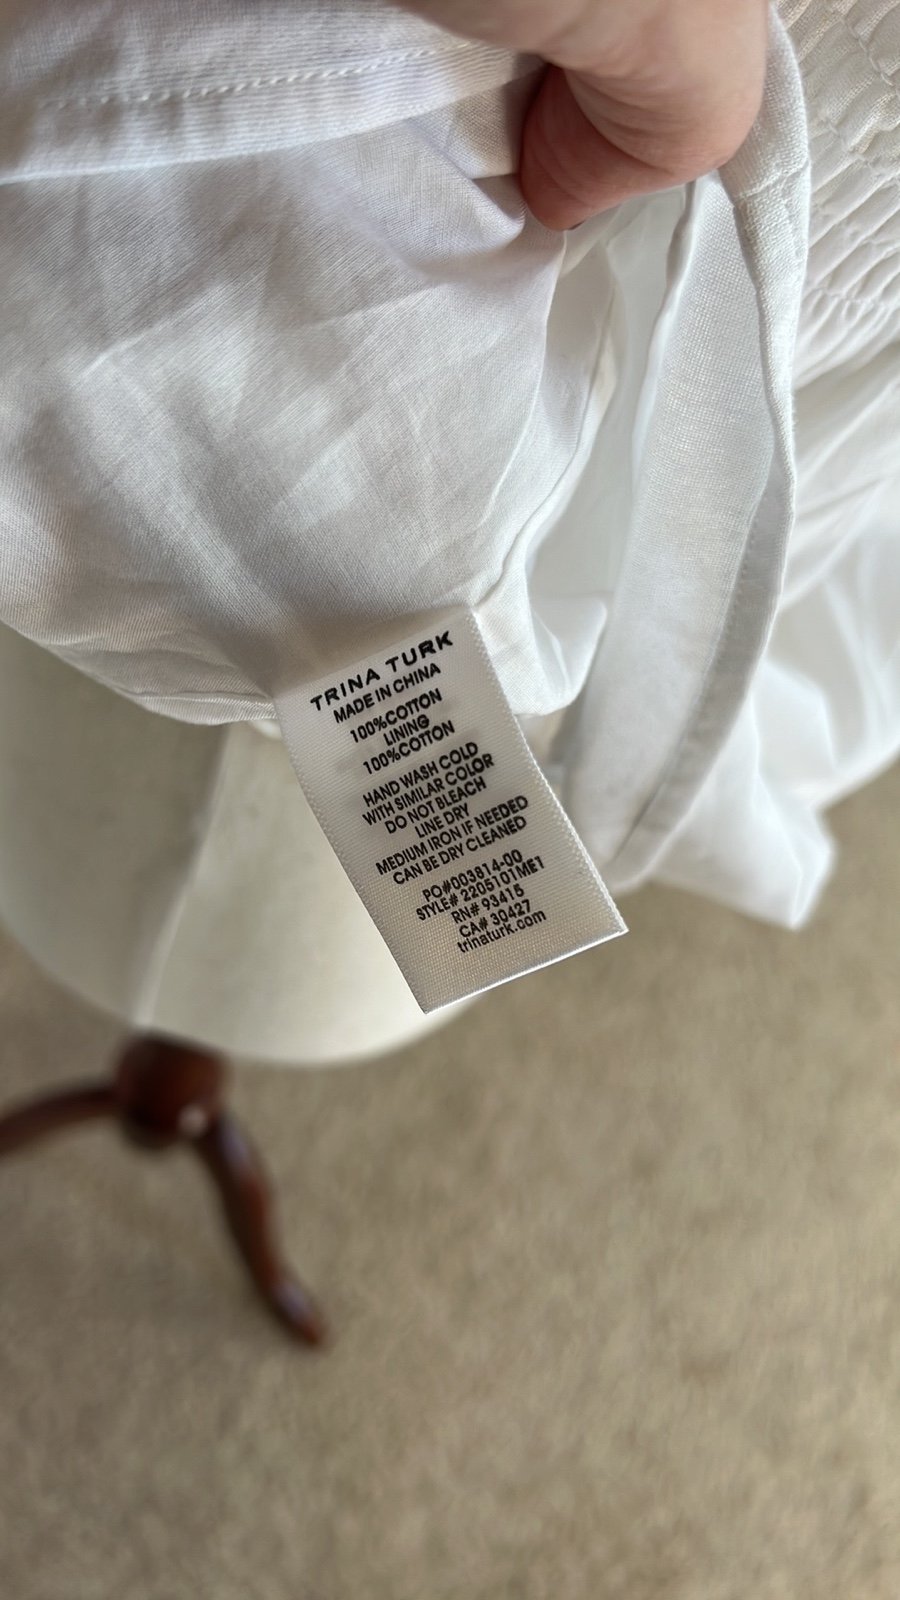 TRINA TURK
MADE IN CHINA
100%COTTON
LINING
100%COTTON
HAND WASH COLD
WITH SIMILAR COLOR
DO NOT BLEACH
LINE DRY
MEDIUM IRON IF NEEDED
CAN BE DRY CLEANED
PO#003814-00
STYLE# 2205101ME1
RN# 93415
CA# 30427
trinaturk.com